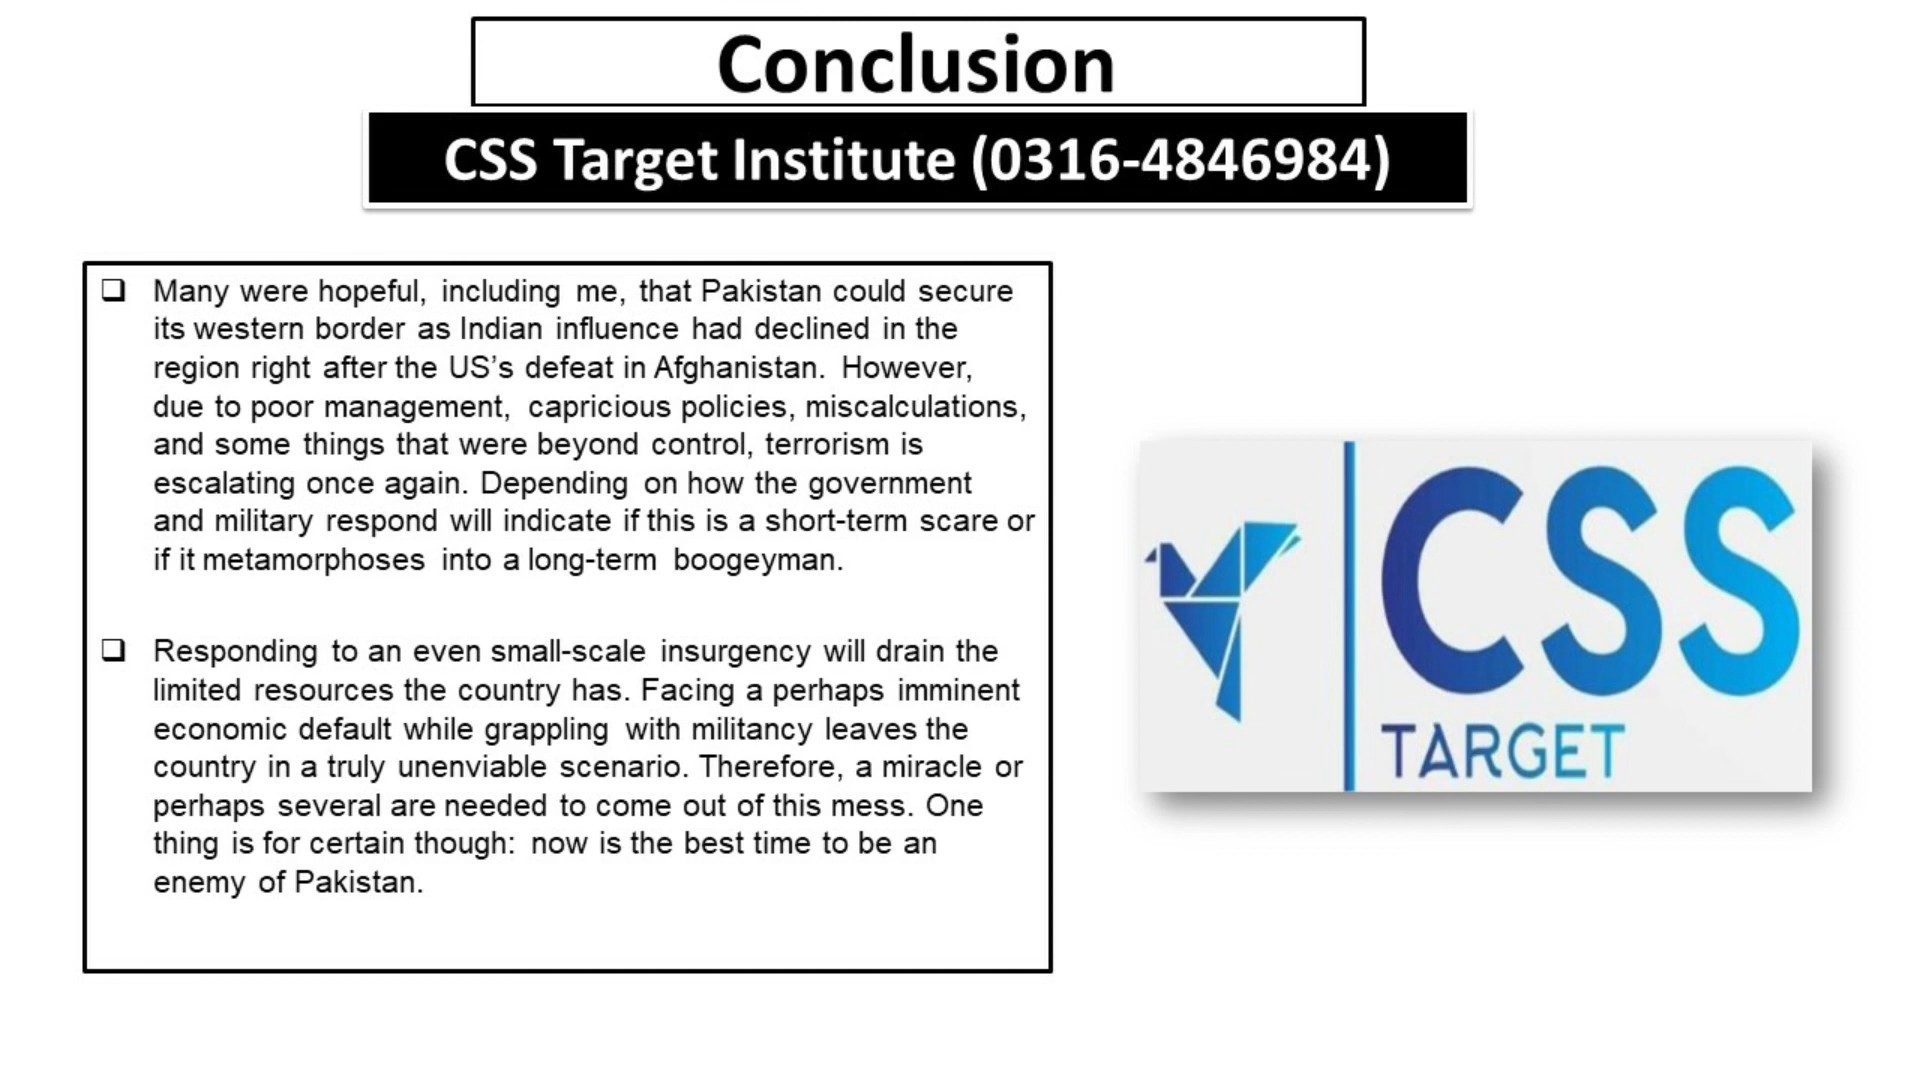 Conclusion
CSS Target Institute (0316-4846984)
❑ Many were hopeful, including me, that Pakistan could secure
its western border as Indian influence had declined in the
region right after the US’s defeat in Afghanistan. However,
due to poor management, capricious policies, miscalculations,
and some things that were beyond control, terrorism is
escalating once again. Depending on how the government
and military respond will indicate if this is a short-term scare or
if it metamorphoses into a long-term boogeyman.
❑ Responding to an even small-scale insurgency will drain the
limited resources the country has. Facing a perhaps imminent
economic default while grappling with militancy leaves the
country in a truly unenviable scenario. Therefore, a miracle or
perhaps several are needed to come out of this mess. One
thing is for certain though: now is the best time to be an
enemy of Pakistan.
CSS
TARGET